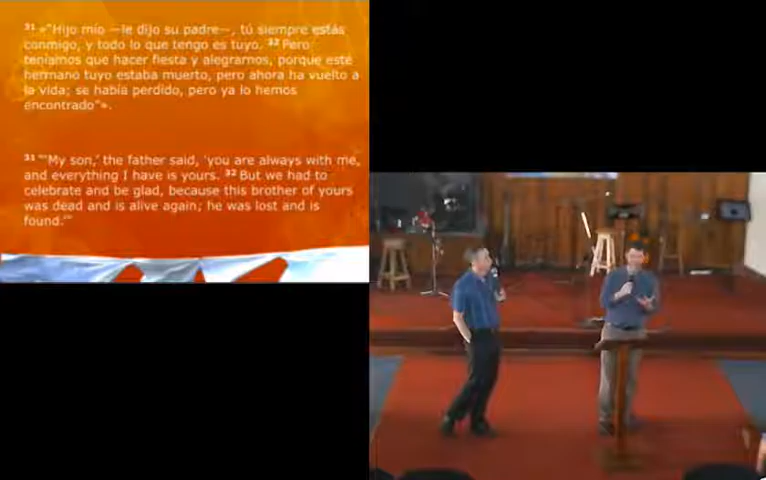 31 »"Hijo mío —le dijo su padre—, tú siempre estás
conmigo, y todo lo que tengo es tuyo. 32 Pero
teníamos que hacer fiesta y alegrarnos, porque este
hermano tuyo estaba muerto, pero ahora ha vuelto a
la vida; se había perdido, pero ya lo hemos
encontrado"».
31 "'My son,' the father said, 'you are always with me,
and everything I have is yours. 32 But we had to
celebrate and be glad, because this brother of yours
was dead and is alive again; he was lost and is
found.'"